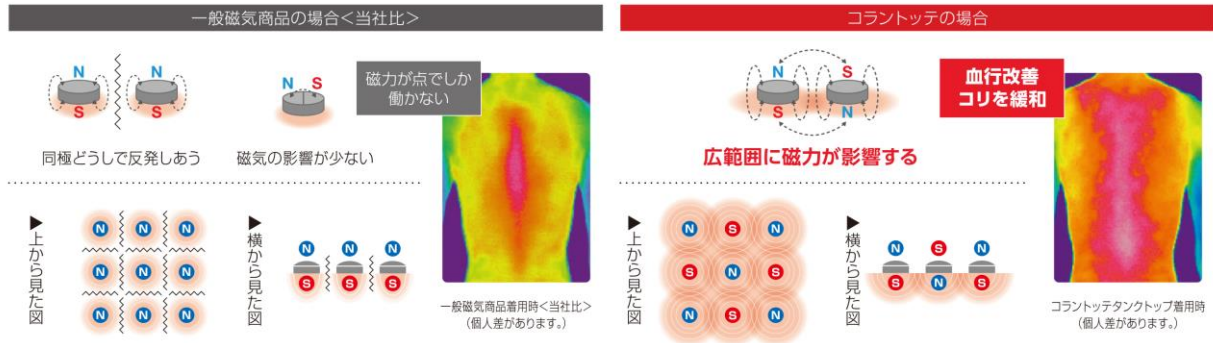 一般磁気商品の場合＜当社比＞
N
N
S
S
同極どうしで反発しあう
N S
磁気の影響が少ない
磁力が点でしか
働かない
▶上から見た図
N N N
N N N
N N N
▶横から見た図
N N N
S S S
一般磁気商品着用時＜当社比＞
（個人差があります。）
コラントッテの場合
N S
S N
広範囲に磁力が影響する
血行改善
コリを緩和
▶上から見た図
N S N
S N S
N S N
▶横から見た図
N S N
S N S
コラントッテタンクトップ着用時
（個人差があります。）